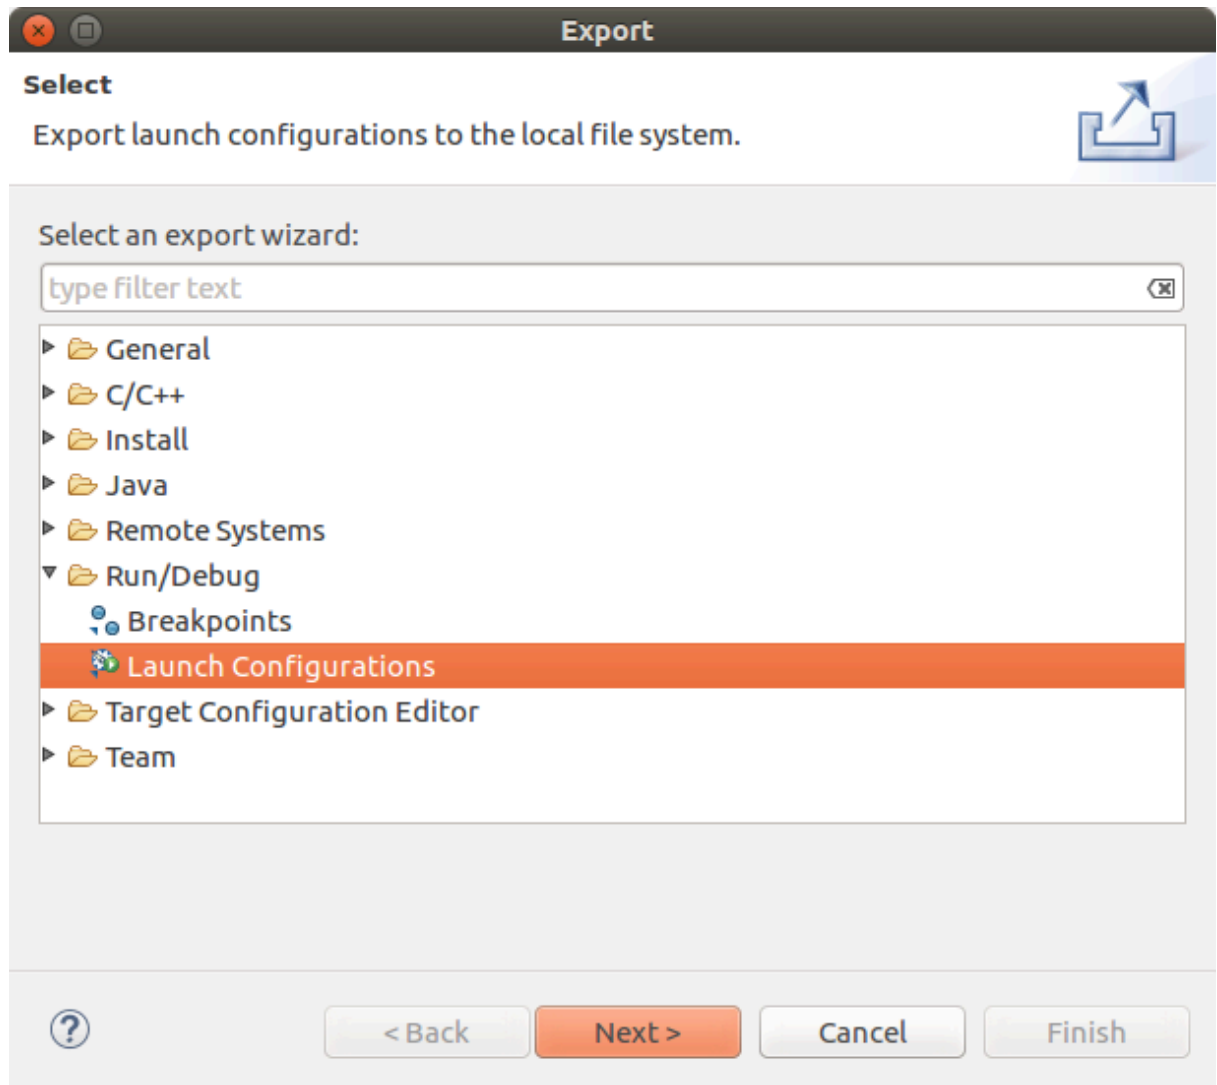 Export
Select
Export launch configurations to the local file system.
Select an export wizard:
type filter text
General
C/C++
Install
Java
Remote Systems
Run/Debug
Breakpoints
Launch Configurations
Target Configuration Editor
Team
? < Back Next > Cancel Finish